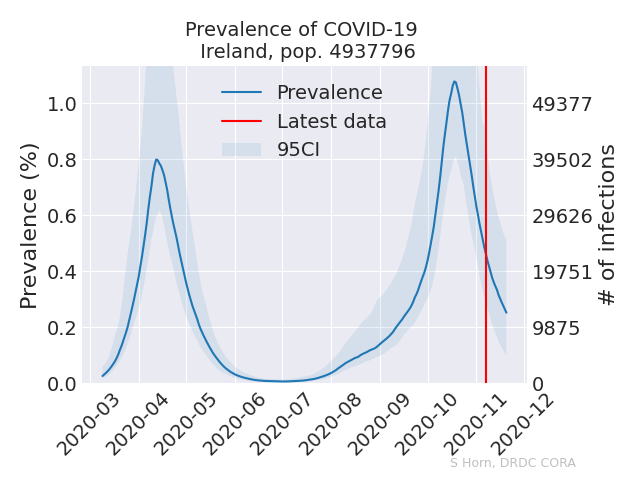 Prevalence of COVID-19
Ireland, pop. 4937796
Prevalence
Latest data
95CI
Prevalence (%)
1.0
0.8
0.6
0.4
0.2
0.0
49377
39502
29626
19751
9875
0
# of infections
2020-03
2020-04
2020-05
2020-06
2020-07
2020-08
2020-09
2020-10
2020-11
2020-12
S Horn, DRDC CORA